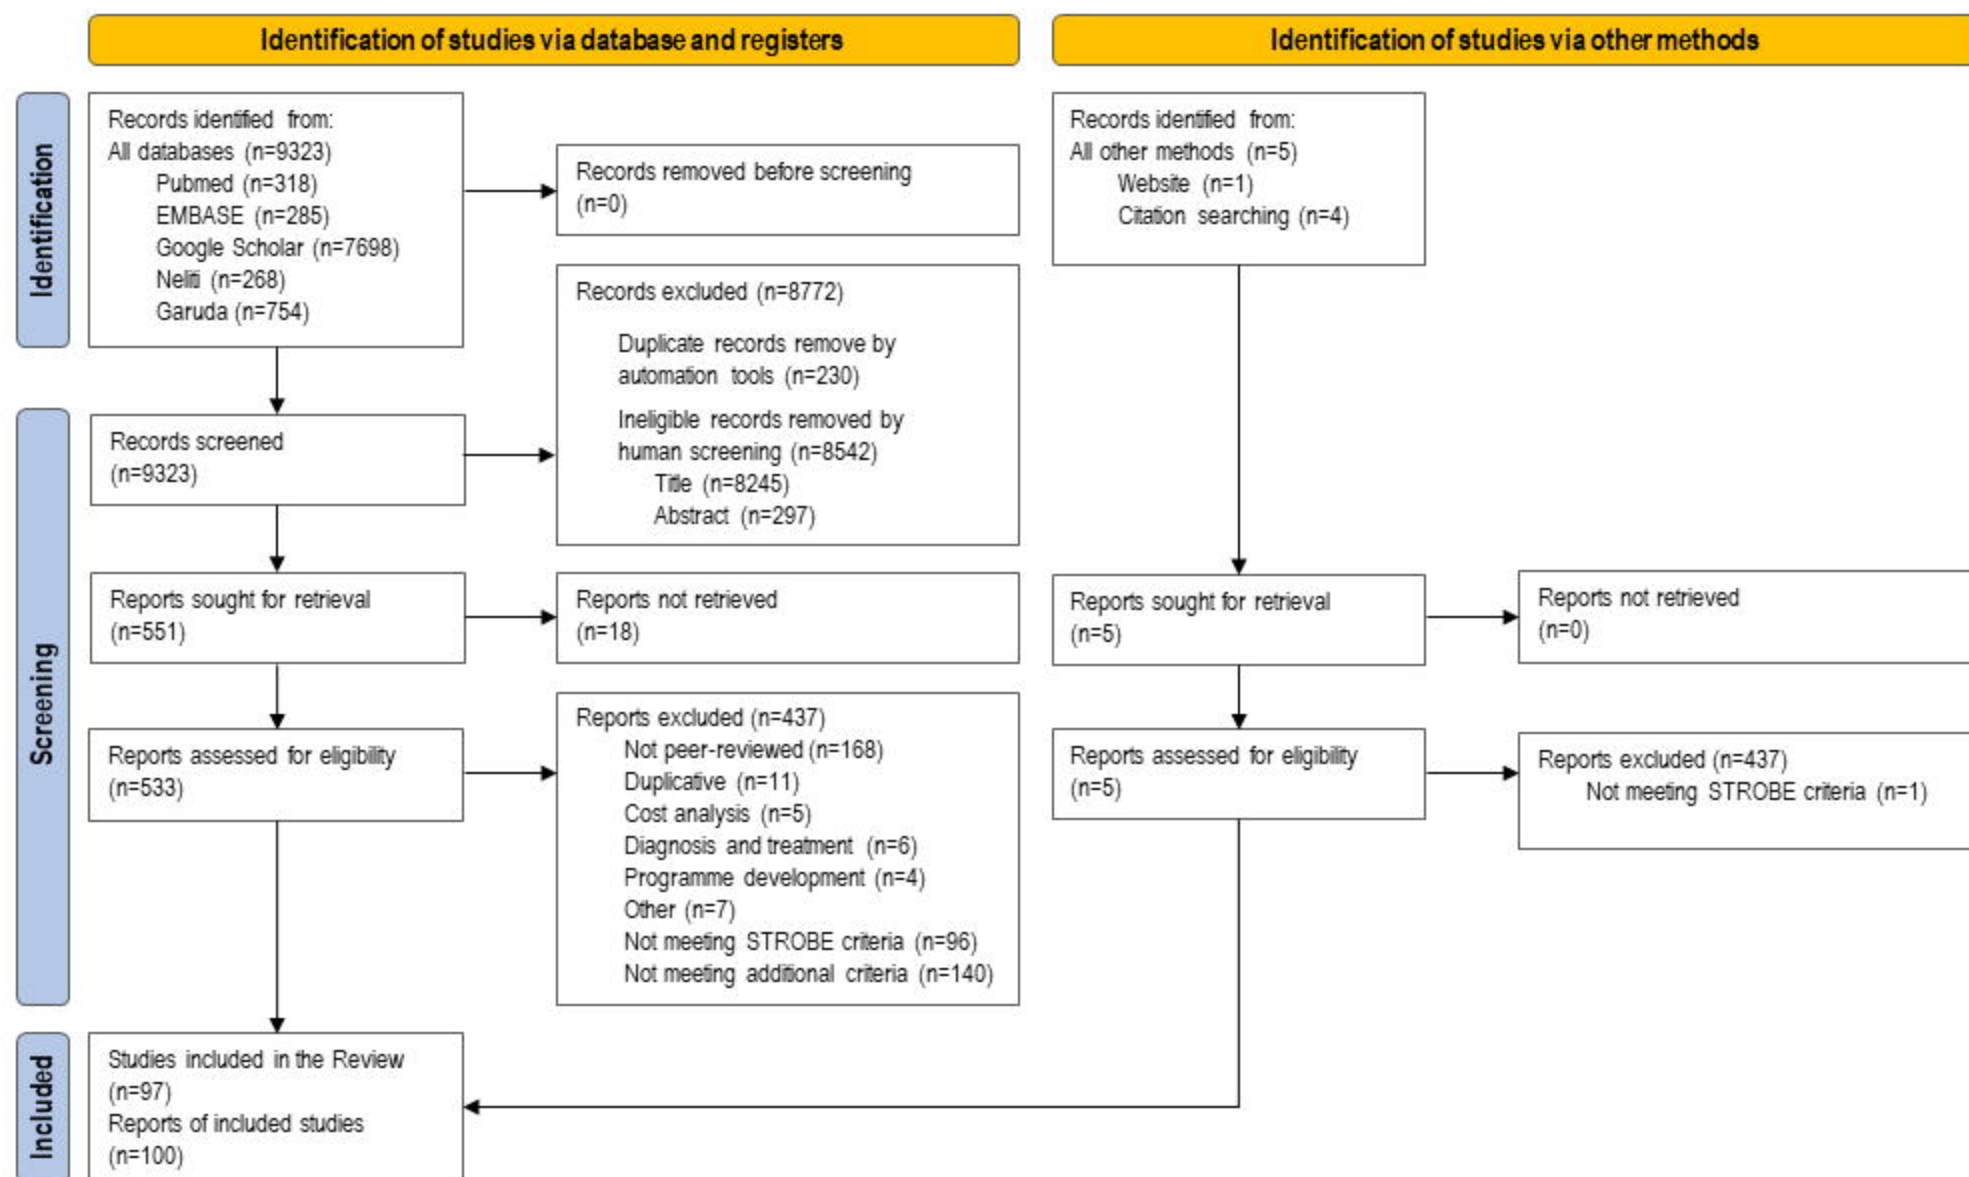 Identification of studies via database and registers
Identification of studies via other methods
Identification
Records identified from:
All databases (n=9323)
Pubmed (n=318)
EMBASE (n=285)
Google Scholar (n=7698)
Neliti (n=268)
Garuda (n=754)
Records removed before screening
(n=0)
Records identified from:
All other methods (n=5)
Website (n=1)
Citation searching (n=4)
Screening
Records screened
(n=9323)
Records excluded (n=8772)
Duplicate records remove by
automation tools (n=230)
Ineligible records removed by
human screening (n=8542)
Title (n=8245)
Abstract (n=297)
Reports sought for retrieval
(n=551)
Reports not retrieved
(n=18)
Reports sought for retrieval
(n=5)
Reports not retrieved
(n=0)
Reports assessed for eligibility
(n=533)
Reports excluded (n=437)
Not peer-reviewed (n=168)
Duplicative (n=11)
Cost analysis (n=5)
Diagnosis and treatment (n=6)
Programme development (n=4)
Other (n=7)
Not meeting STROBE criteria (n=96)
Not meeting additional criteria (n=140)
Reports assessed for eligibility
(n=5)
Reports excluded (n=437)
Not meeting STROBE criteria (n=1)
Included
Studies included in the Review
(n=97)
Reports of included studies
(n=100)